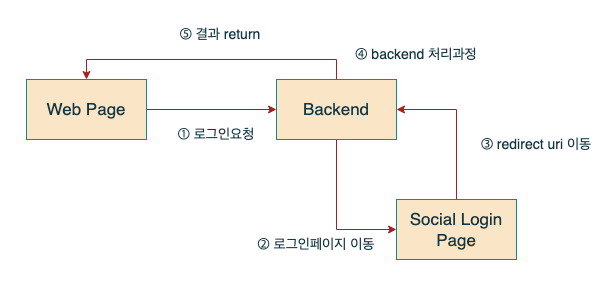 ⑤ 결과 return
④ backend 처리과정
Web Page
Backend
① 로그인요청
③ redirect uri 이동
Social Login
Page
② 로그인페이지 이동